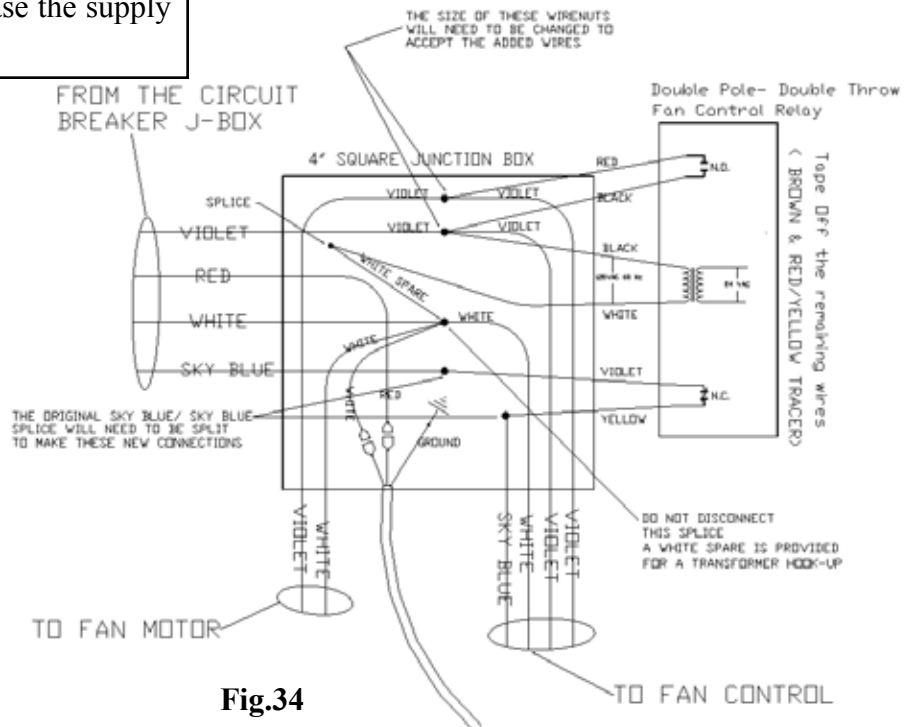 ase the supply
THE SIZE OF THESE WIRENUTS
WILL NEED TO BE CHANGED TO
ACCEPT THE ADDED WIRES
FROM THE CIRCUIT
BREAKER J-BOX
Double Pole- Double Throw
Fan Control Relay
4" SQUARE JUNCTION BOX
RED
N.O.
VIOLET
VIOLET
BLACK
SPLICE
VIOLET
VIOLET
VIOLET
BLACK
WHITE SPARE
RED
120VAC 60 Hz
24 VAC
WHITE
WHITE
WHITE
WHITE
SKY BLUE
VIOLET
WHITE
RED
N.C.
THE ORIGINAL SKY BLUE/ SKY BLUE
SPLICE WILL NEED TO BE SPLIT
TO MAKE THESE NEW CONNECTIONS
YELLOW
GROUND
Tape Off the remaining wires
( BROWN & RED/YELLOW TRACER)
DO NOT DISCONNECT
THIS SPLICE
A WHITE SPARE IS PROVIDED
FOR A TRANSFORMER HOOK-UP
VIOLET
WHITE
SKY BLUE
WHITE
VIOLET
VIOLET
TO FAN MOTOR
TO FAN CONTROL
Fig.34